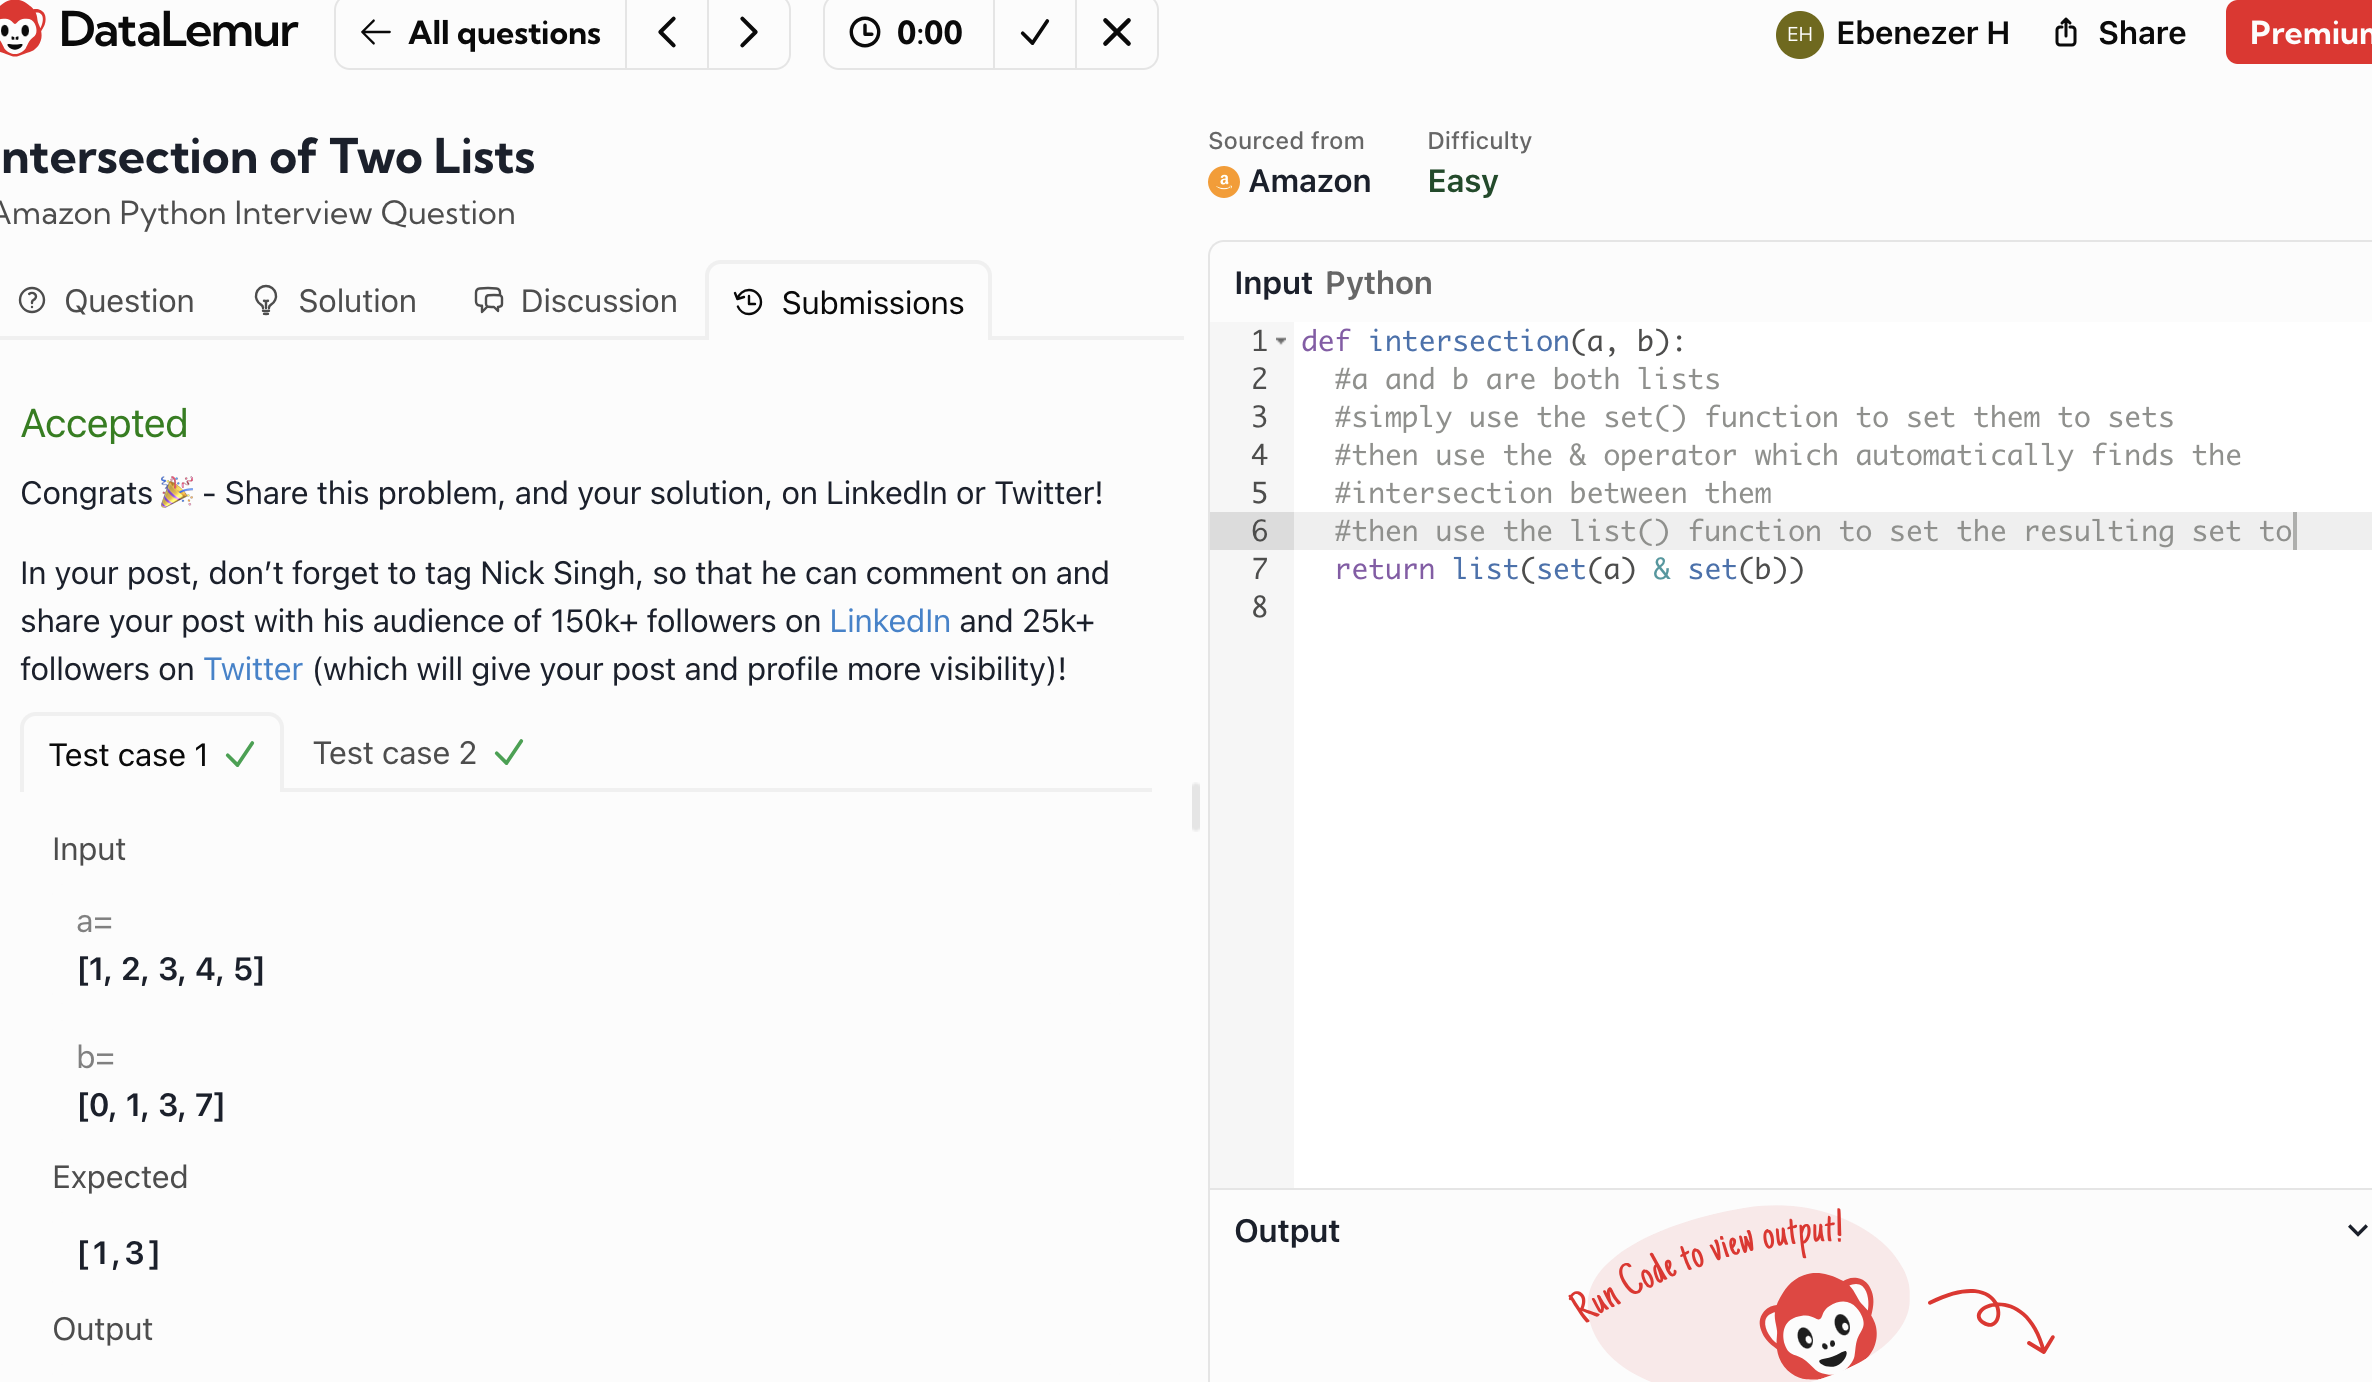 DataLemur
All questions
0:00
EH Ebenezer H
Share
Premium
ntersection of Two Lists
Amazon Python Interview Question
Question
Solution
Discussion
Submissions
Accepted
Congrats 🎉 - Share this problem, and your solution, on LinkedIn or Twitter!
In your post, don’t forget to tag Nick Singh, so that he can comment on and
share your post with his audience of 150k+ followers on LinkedIn and 25k+
followers on Twitter (which will give your post and profile more visibility)!
Test case 1
Test case 2
Input
a=
[1, 2, 3, 4, 5]
b=
[0, 1, 3, 7]
Expected
[1,3]
Output
Sourced from
Difficulty
a Amazon
Easy
Input Python
1 def intersection(a, b):
2 #a and b are both lists
3 #simply use the set() function to set them to sets
4 #then use the & operator which automatically finds the
5 #intersection between them
6 #then use the list() function to set the resulting set to
7 return list(set(a) & set(b))
8
Output
Run Code to view output!